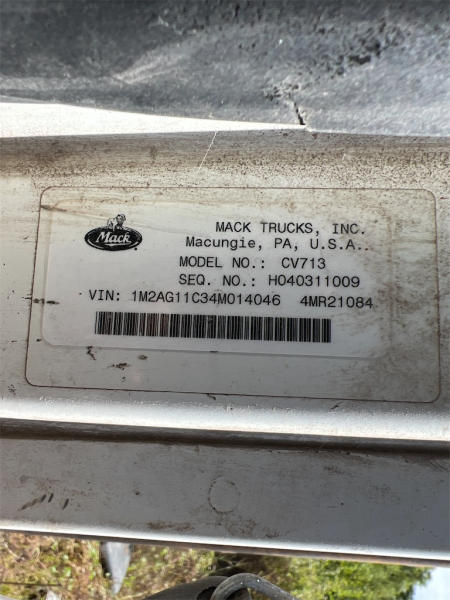 Mack
MACK TRUCKS, INC.
Macungie, PA, U.S.A..
MODEL NO.: CV713
SEQ. NO.: H040311009
VIN: 1M2AG11C34M014046 4MR21084